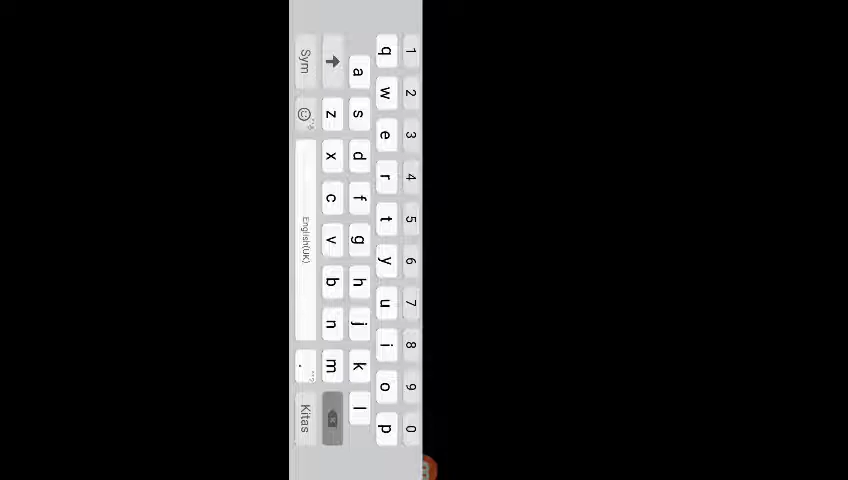 1 2 3 4 5 6 7 8 9 0
q w e r t y u i o p
a s d f g h j k l
z x c v b n m
Sym English(UK) . Kitas